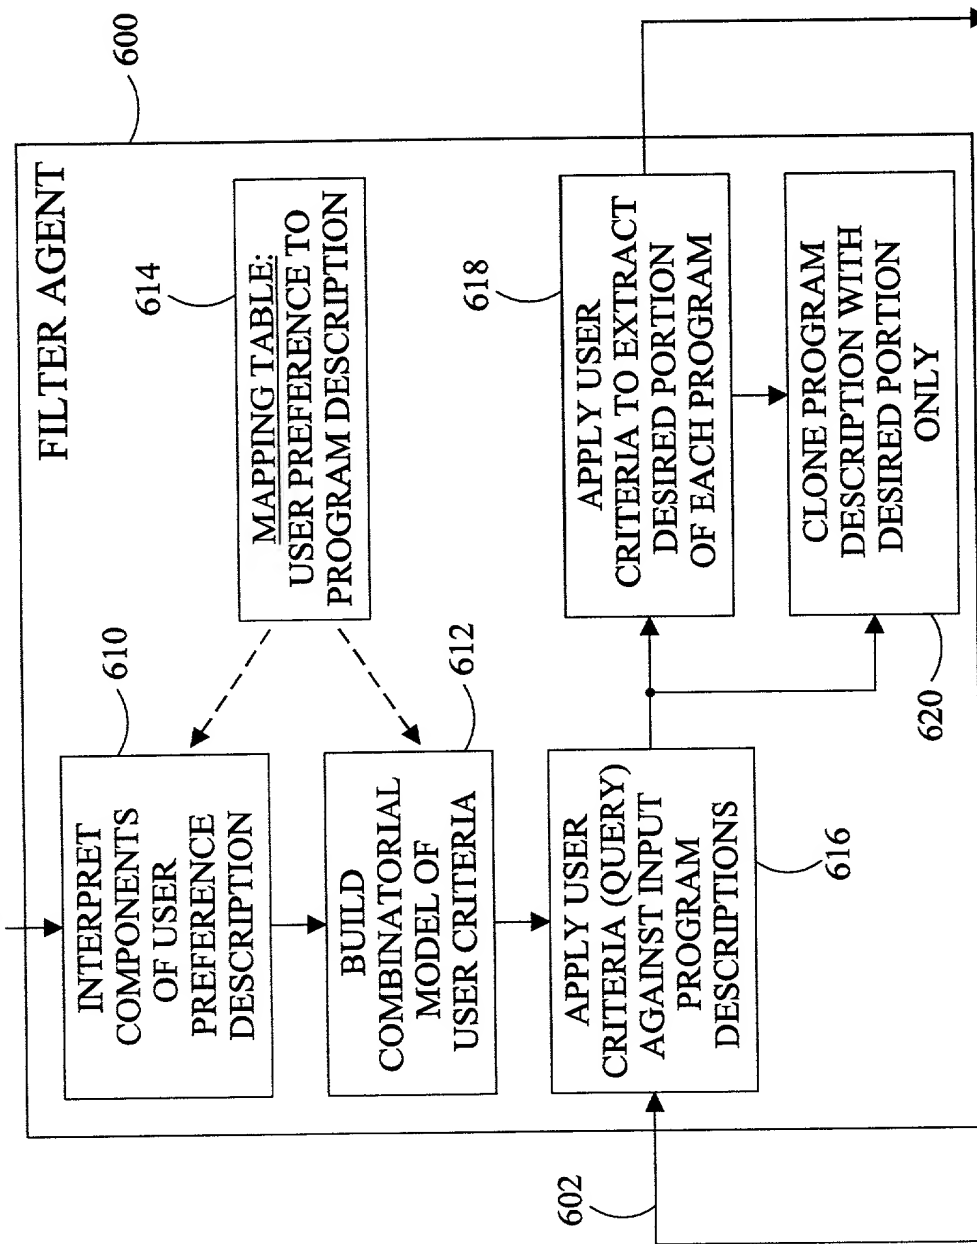 FILTER AGENT
600
INTERPRET
COMPONENTS
OF USER
PREFERENCE
DESCRIPTION
610
MAPPING TABLE:
USER PREFERENCE TO
PROGRAM DESCRIPTION
614
BUILD
COMBINATORIAL
MODEL OF
USER CRITERIA
612
602
APPLY USER
CRITERIA (QUERY)
AGAINST INPUT
PROGRAM
DESCRIPTIONS
616
APPLY USER
CRITERIA TO EXTRACT
DESIRED PORTION
OF EACH PROGRAM
618
CLONE PROGRAM
DESCRIPTION WITH
DESIRED PORTION
ONLY
620